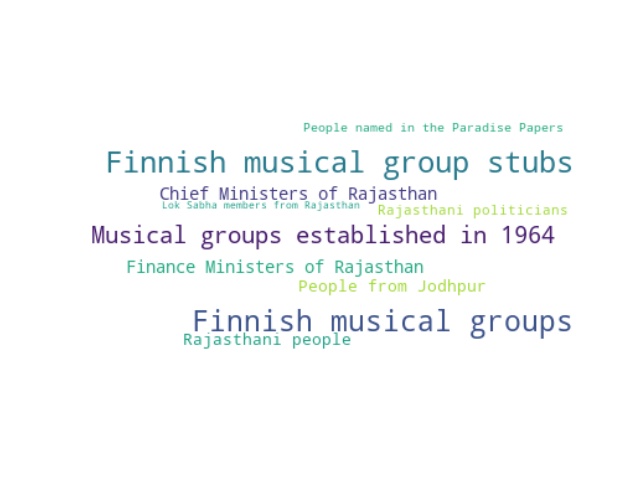 People named in the Paradise Papers
Finnish musical group stubs
Chief Ministers of Rajasthan
Lok Sabha members from Rajasthan
Rajasthani politicians
Musical groups established in 1964
Finance Ministers of Rajasthan
People from Jodhpur
Finnish musical groups
Rajasthani people